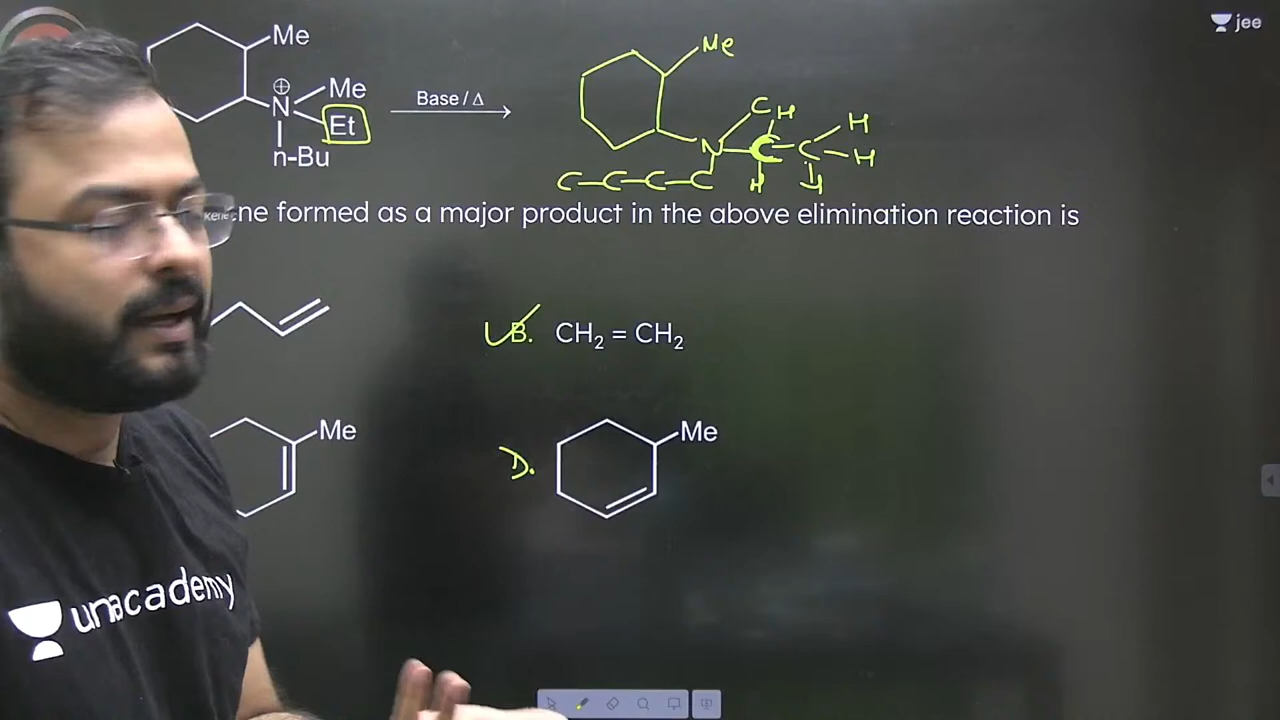 jee
Me
Me
⊕
N
Me
Et
n-Bu
Base / Δ
C
H
H
N
C
C
H
C-C-C-C
H
H
ene formed as a major product in the above elimination reaction is
B. CH₂ = CH₂
Me
D.
Me
unacademy